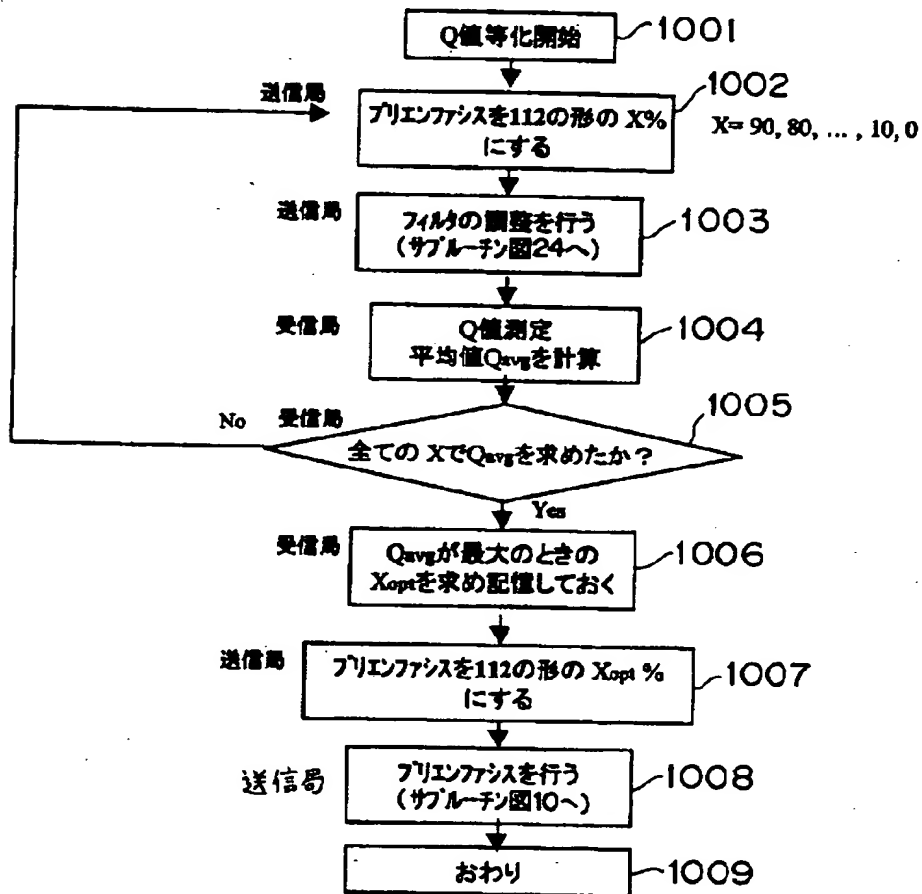 Q値等化開始
1001
送信局
プリエンファシスを112の形の X%
にする
1002
X= 90, 80, ... , 10, 0
送信局
フィルタの調整を行う
(サブルーチン図24へ)
1003
受信局
Q値測定
平均値Qavgを計算
1004
No
受信局
全ての XでQavgを求めたか?
1005
Yes
受信局
Qavgが最大のときの
Xoptを求め記憶しておく
1006
送信局
プリエンファシスを112の形の Xopt %
にする
1007
送信局
プリエンファシスを行う
(サブルーチン図10へ)
1008
おわり
1009